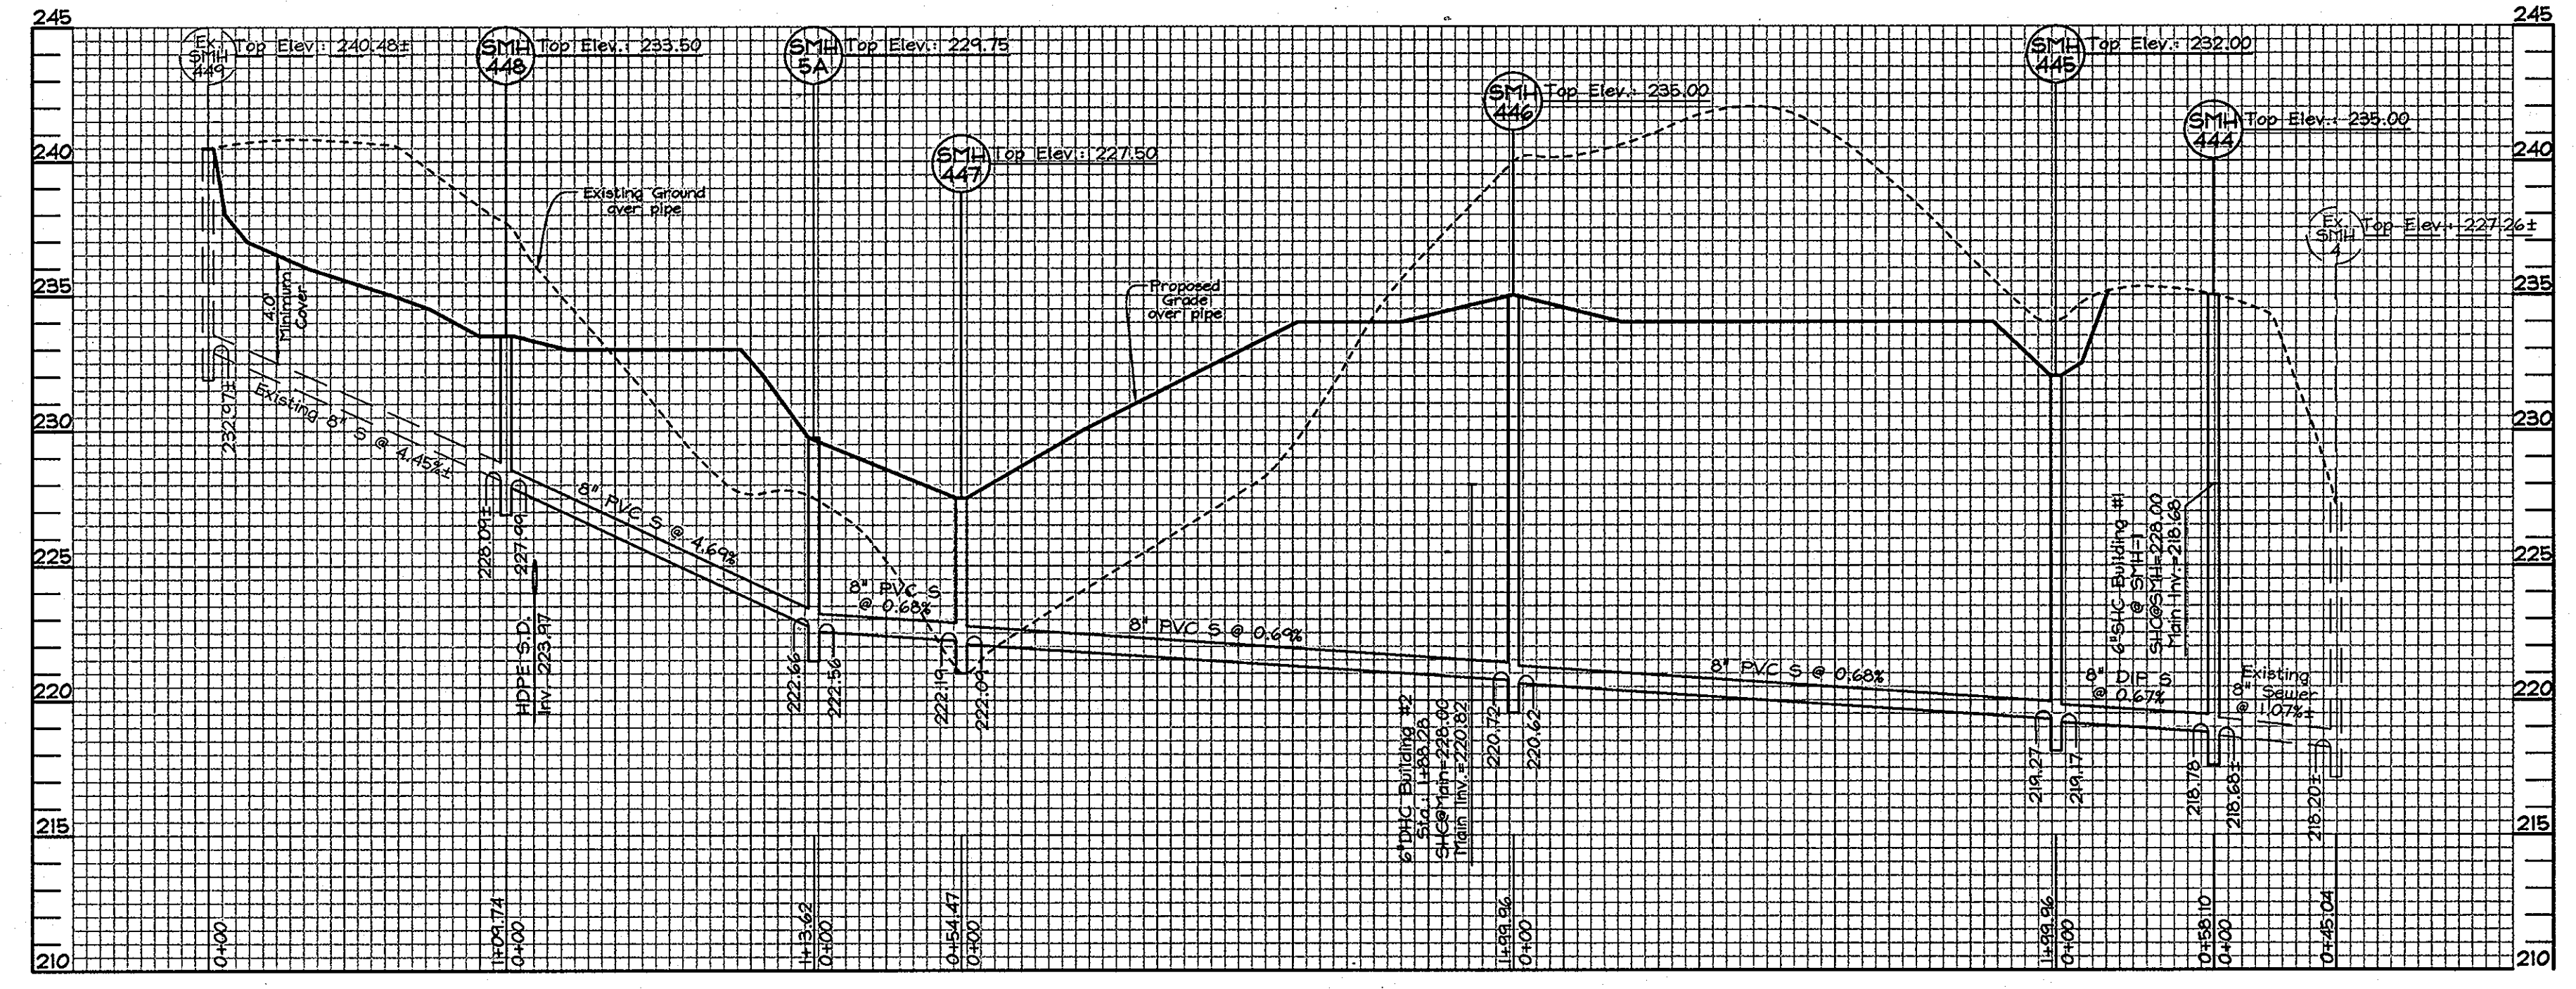 245
245
Ex.
SMH
449
Top Elev.: 240.48±
SMH
448
Top Elev.: 233.50
SMH
5A
Top Elev.: 229.75
SMH
447
Top Elev.: 227.50
SMH
446
Top Elev.: 235.00
SMH
445
Top Elev.: 232.00
SMH
444
Top Elev.: 235.00
Ex.
SMH
4
Top Elev.: 227.26±
240
240
Existing Ground
over pipe
4.0'
Minimum
Cover
235
235
Proposed
Grade
over pipe
230
230
232.07±
Existing 8" S @ 4.45%±
228.09±
227.99
8" PVC S @ 4.69%
225
225
HDPE S.D.
Inv. 223.97
8" PVC S
@ 0.68%
8" PVC S @ 0.69%
8" PVC S @ 0.68%
6"SHC Building #1
@ SMH-1
SHC@SMH=228.00
Main Inv.=218.68
8" DIP S
@ 0.67%
Existing
8" Sewer
@ 1.07%±
220
220
222.66
222.56
222.19
222.09
6"DHC Building #2
Sta.: 1+88.28
SHC@Main=228.00
Main Inv.=220.82
220.72
220.62
219.27
219.17
218.78
218.68±
218.20±
215
215
0+00
1+09.74
0+00
1+13.62
0+00
0+54.47
0+00
1+99.96
0+00
1+99.96
0+00
0+58.10
0+00
0+45.04
210
210